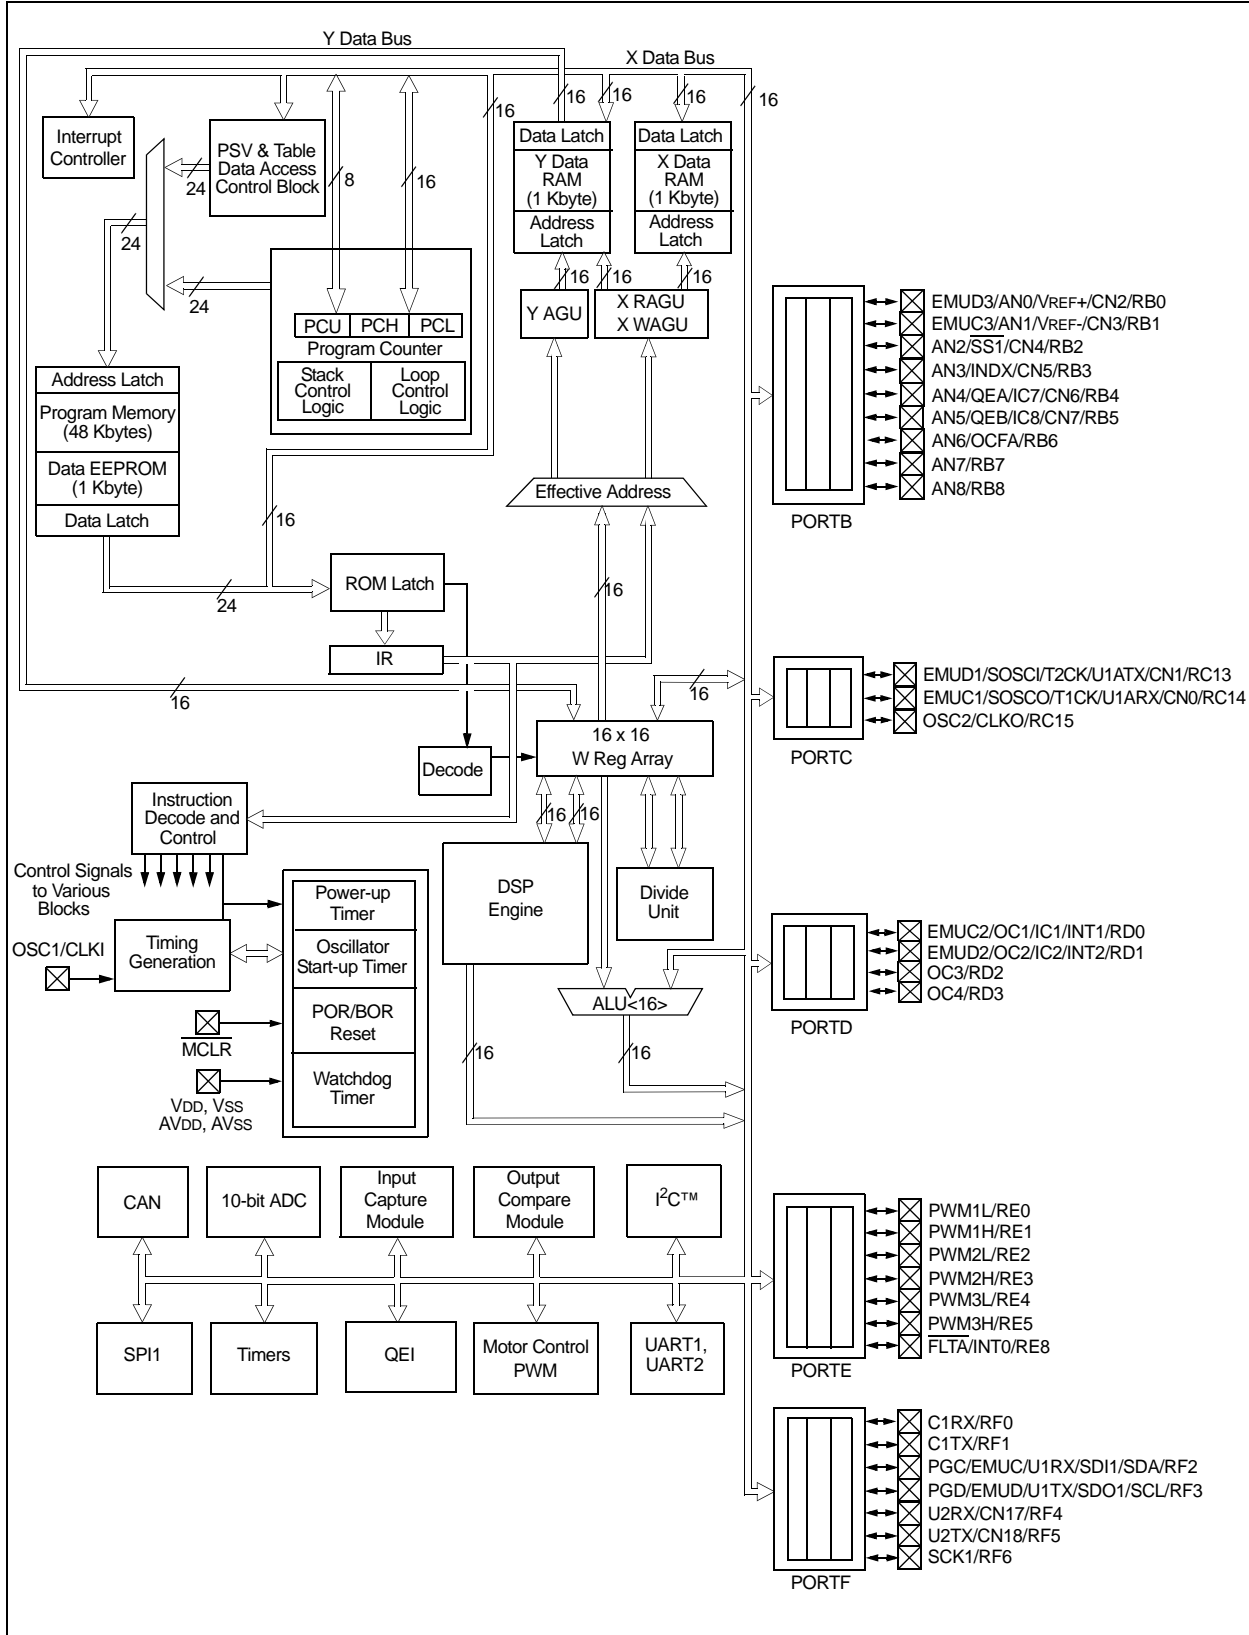 Y Data Bus
X Data Bus
16
16
16
16
16
Interrupt
Controller
PSV & Table
Data Access
Control Block
24
8
16
24
24
Data Latch
Y Data
RAM
(1 Kbyte)
Address
Latch
Data Latch
X Data
RAM
(1 Kbyte)
Address
Latch
16
16
16
Y AGU
X RAGU
X WAGU
PCU
PCH
PCL
Program Counter
Stack
Control
Logic
Loop
Control
Logic
Address Latch
Program Memory
(48 Kbytes)
Data EEPROM
(1 Kbyte)
Data Latch
16
24
Effective Address
16
ROM Latch
IR
16
16
16 x 16
W Reg Array
Decode
16
16
Instruction
Decode and
Control
Control Signals
to Various
Blocks
OSC1/CLKI
Timing
Generation
Power-up
Timer
Oscillator
Start-up Timer
POR/BOR
Reset
Watchdog
Timer
MCLR
VDD, VSS
AVDD, AVSS
DSP
Engine
Divide
Unit
ALU<16>
16
16
CAN
10-bit ADC
Input
Capture
Module
Output
Compare
Module
I2C™
SPI1
Timers
QEI
Motor Control
PWM
UART1,
UART2
EMUD3/AN0/VREF+/CN2/RB0
EMUC3/AN1/VREF-/CN3/RB1
AN2/SS1/CN4/RB2
AN3/INDX/CN5/RB3
AN4/QEA/IC7/CN6/RB4
AN5/QEB/IC8/CN7/RB5
AN6/OCFA/RB6
AN7/RB7
AN8/RB8
PORTB
EMUD1/SOSCI/T2CK/U1ATX/CN1/RC13
EMUC1/SOSCO/T1CK/U1ARX/CN0/RC14
OSC2/CLKO/RC15
PORTC
EMUC2/OC1/IC1/INT1/RD0
EMUD2/OC2/IC2/INT2/RD1
OC3/RD2
OC4/RD3
PORTD
PWM1L/RE0
PWM1H/RE1
PWM2L/RE2
PWM2H/RE3
PWM3L/RE4
PWM3H/RE5
FLTA/INT0/RE8
PORTE
C1RX/RF0
C1TX/RF1
PGC/EMUC/U1RX/SDI1/SDA/RF2
PGD/EMUD/U1TX/SDO1/SCL/RF3
U2RX/CN17/RF4
U2TX/CN18/RF5
SCK1/RF6
PORTF